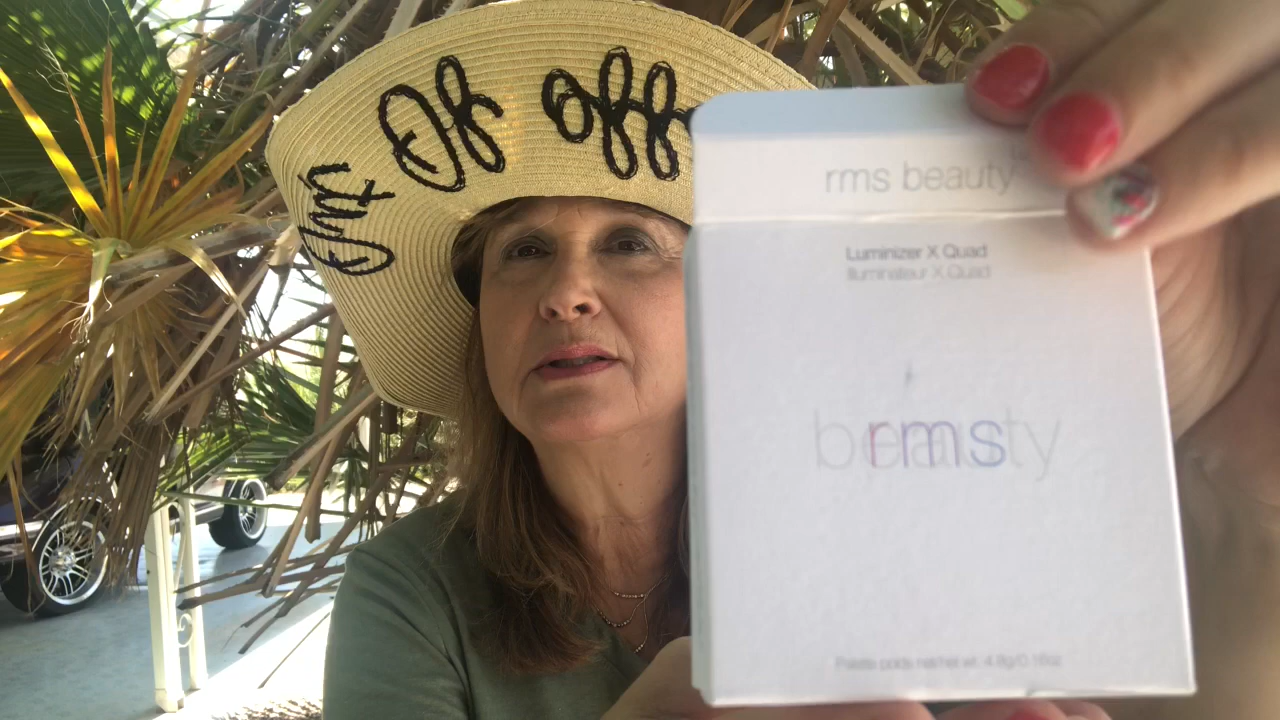 Out Of Off
rms beauty
Luminizer X Quad
Illuminateur X Quad
rms
beauty
Palette poids net/net wt. 4.8g/0.16oz